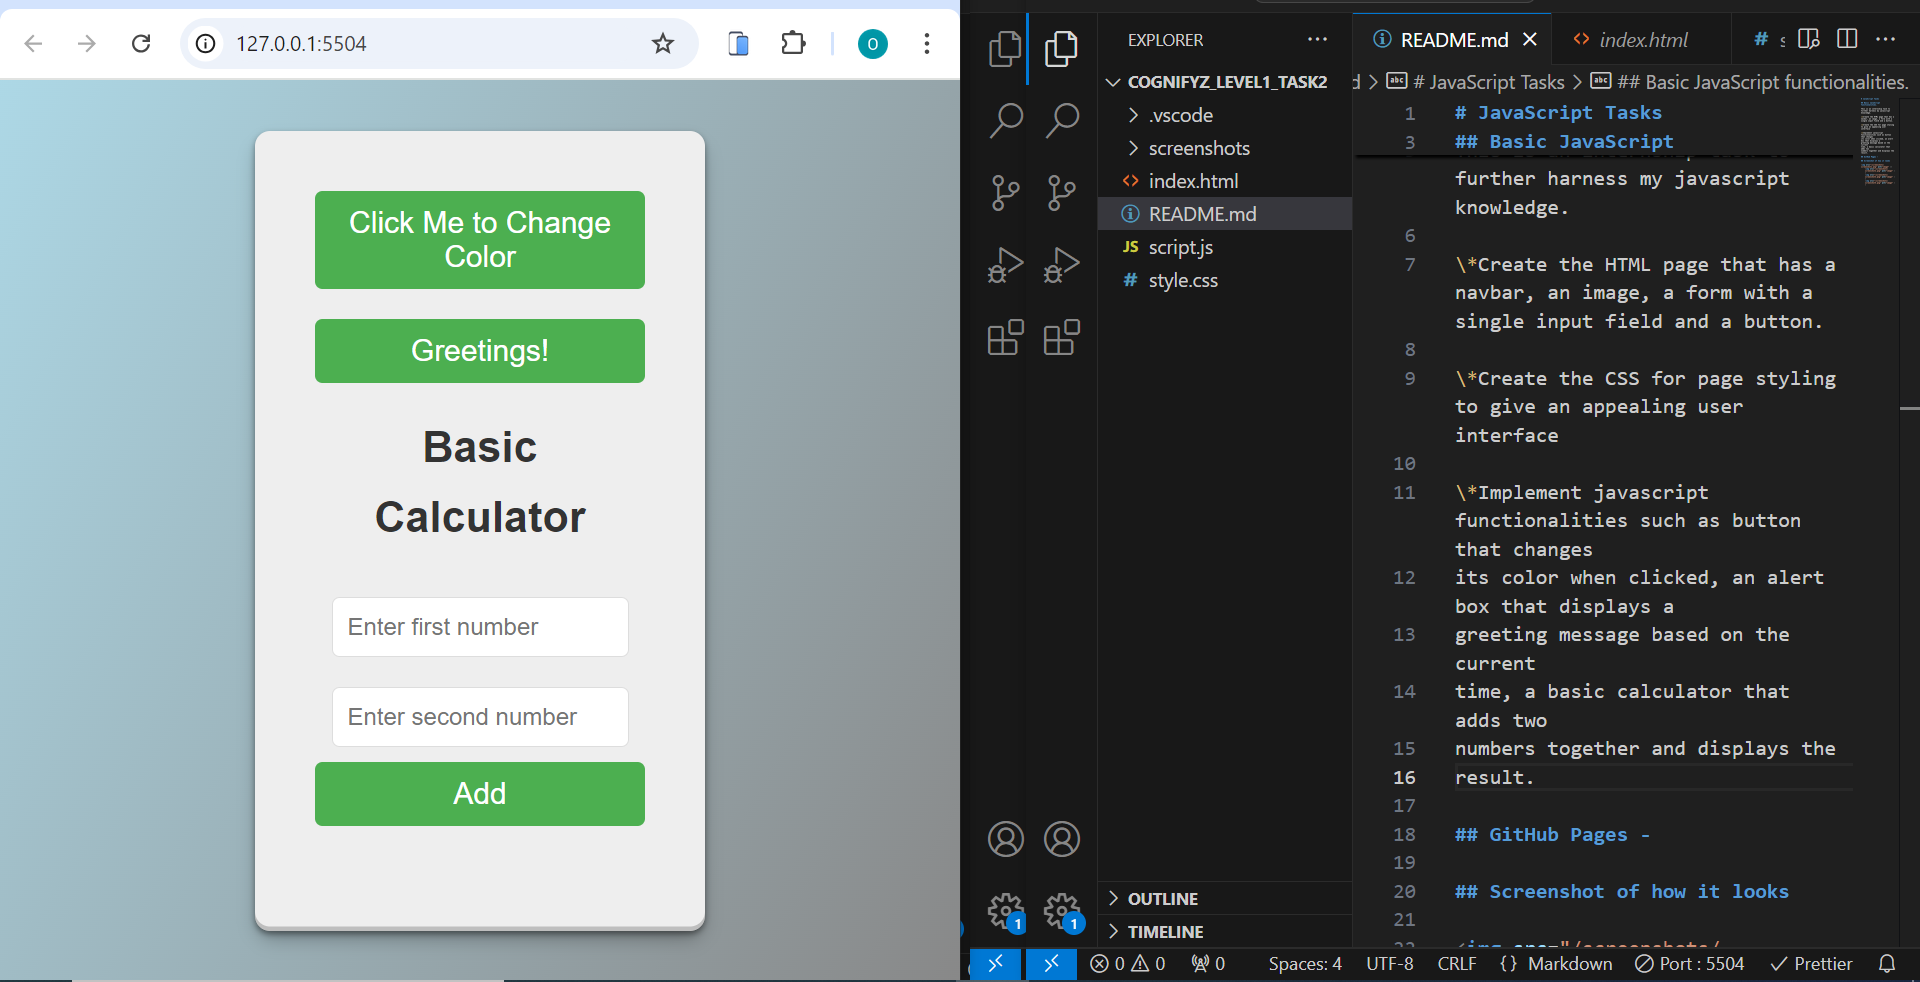 127.0.0.1:5504
O
Click Me to Change
Color
Greetings!
Basic
Calculator
Enter first number
Enter second number
Add
EXPLORER
COGNIFYZ_LEVEL1_TASK2
.vscode
screenshots
<> index.html
README.md
JS script.js
# style.css
OUTLINE
TIMELINE
1
1
README.md
<> index.html
# s
d > # JavaScript Tasks > ## Basic JavaScript functionalities.
1 # JavaScript Tasks
3 ## Basic JavaScript
further harness my javascript
knowledge.
6
7 \*Create the HTML page that has a
navbar, an image, a form with a
single input field and a button.
8
9 \*Create the CSS for page styling
to give an appealing user
interface
10
11 \*Implement javascript
functionalities such as button
that changes
12 its color when clicked, an alert
box that displays a
13 greeting message based on the
current
14 time, a basic calculator that
adds two
15 numbers together and displays the
16 result.
17
18 ## GitHub Pages -
19
20 ## Screenshot of how it looks
21
0 0 0 Spaces: 4 UTF-8 CRLF {} Markdown Port : 5504 Prettier